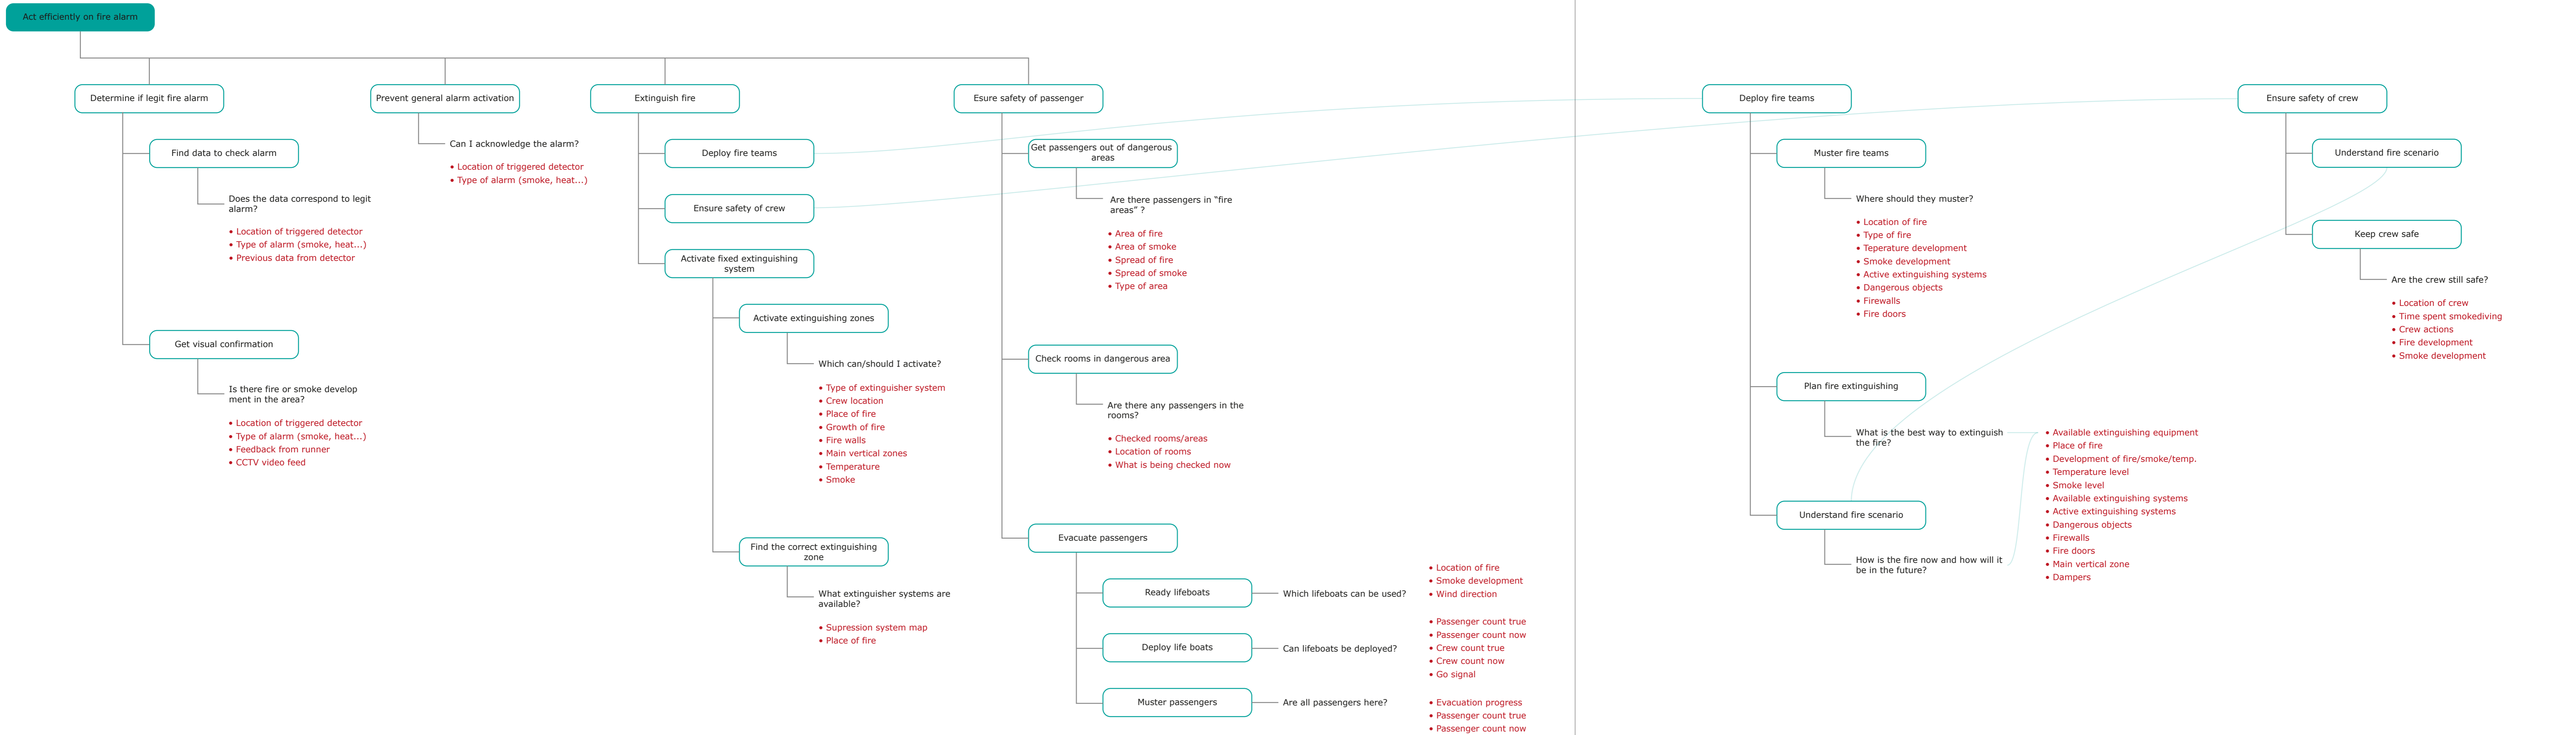 Act efficiently on fire alarm
Determine if legit fire alarm
Find data to check alarm
Does the data correspond to legit
alarm?
• Location of triggered detector
• Type of alarm (smoke, heat...)
• Previous data from detector
Get visual confirmation
Is there fire or smoke develop
ment in the area?
• Location of triggered detector
• Type of alarm (smoke, heat...)
• Feedback from runner
• CCTV video feed
Prevent general alarm activation
Can I acknowledge the alarm?
• Location of triggered detector
• Type of alarm (smoke, heat...)
Extinguish fire
Deploy fire teams
Ensure safety of crew
Activate fixed extinguishing
system
Activate extinguishing zones
Which can/should I activate?
• Type of extinguisher system
• Crew location
• Place of fire
• Growth of fire
• Fire walls
• Main vertical zones
• Temperature
• Smoke
Find the correct extinguishing
zone
What extinguisher systems are
available?
• Supression system map
• Place of fire
Esure safety of passenger
Get passengers out of dangerous
areas
Are there passengers in “fire
areas” ?
• Area of fire
• Area of smoke
• Spread of fire
• Spread of smoke
• Type of area
Check rooms in dangerous area
Are there any passengers in the
rooms?
• Checked rooms/areas
• Location of rooms
• What is being checked now
Evacuate passengers
Ready lifeboats
Which lifeboats can be used?
• Location of fire
• Smoke development
• Wind direction
Deploy life boats
Can lifeboats be deployed?
• Passenger count true
• Passenger count now
• Crew count true
• Crew count now
• Go signal
Muster passengers
Are all passengers here?
• Evacuation progress
• Passenger count true
• Passenger count now
Deploy fire teams
Muster fire teams
Where should they muster?
• Location of fire
• Type of fire
• Teperature development
• Smoke development
• Active extinguishing systems
• Dangerous objects
• Firewalls
• Fire doors
Plan fire extinguishing
What is the best way to extinguish
the fire?
• Available extinguishing equipment
• Place of fire
• Development of fire/smoke/temp.
• Temperature level
• Smoke level
• Available extinguishing systems
• Active extinguishing systems
• Dangerous objects
• Firewalls
• Fire doors
• Main vertical zone
• Dampers
Understand fire scenario
How is the fire now and how will it
be in the future?
Ensure safety of crew
Understand fire scenario
Keep crew safe
Are the crew still safe?
• Location of crew
• Time spent smokediving
• Crew actions
• Fire development
• Smoke development